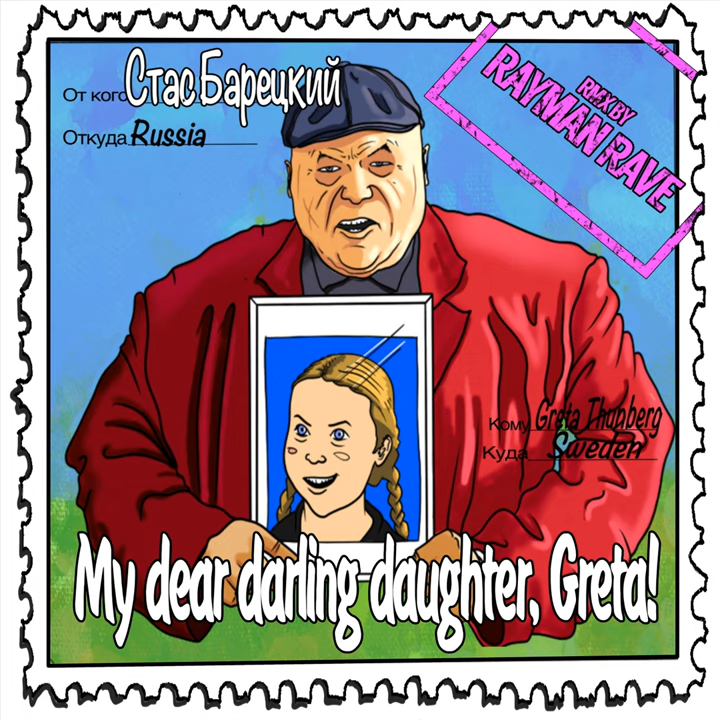 От кого Стас Барецкий
Откуда Russia
RMX BY
RAYMAN RAVE
Кому Greta Thunberg
Куда Sweden
My dear darling daughter, Greta!